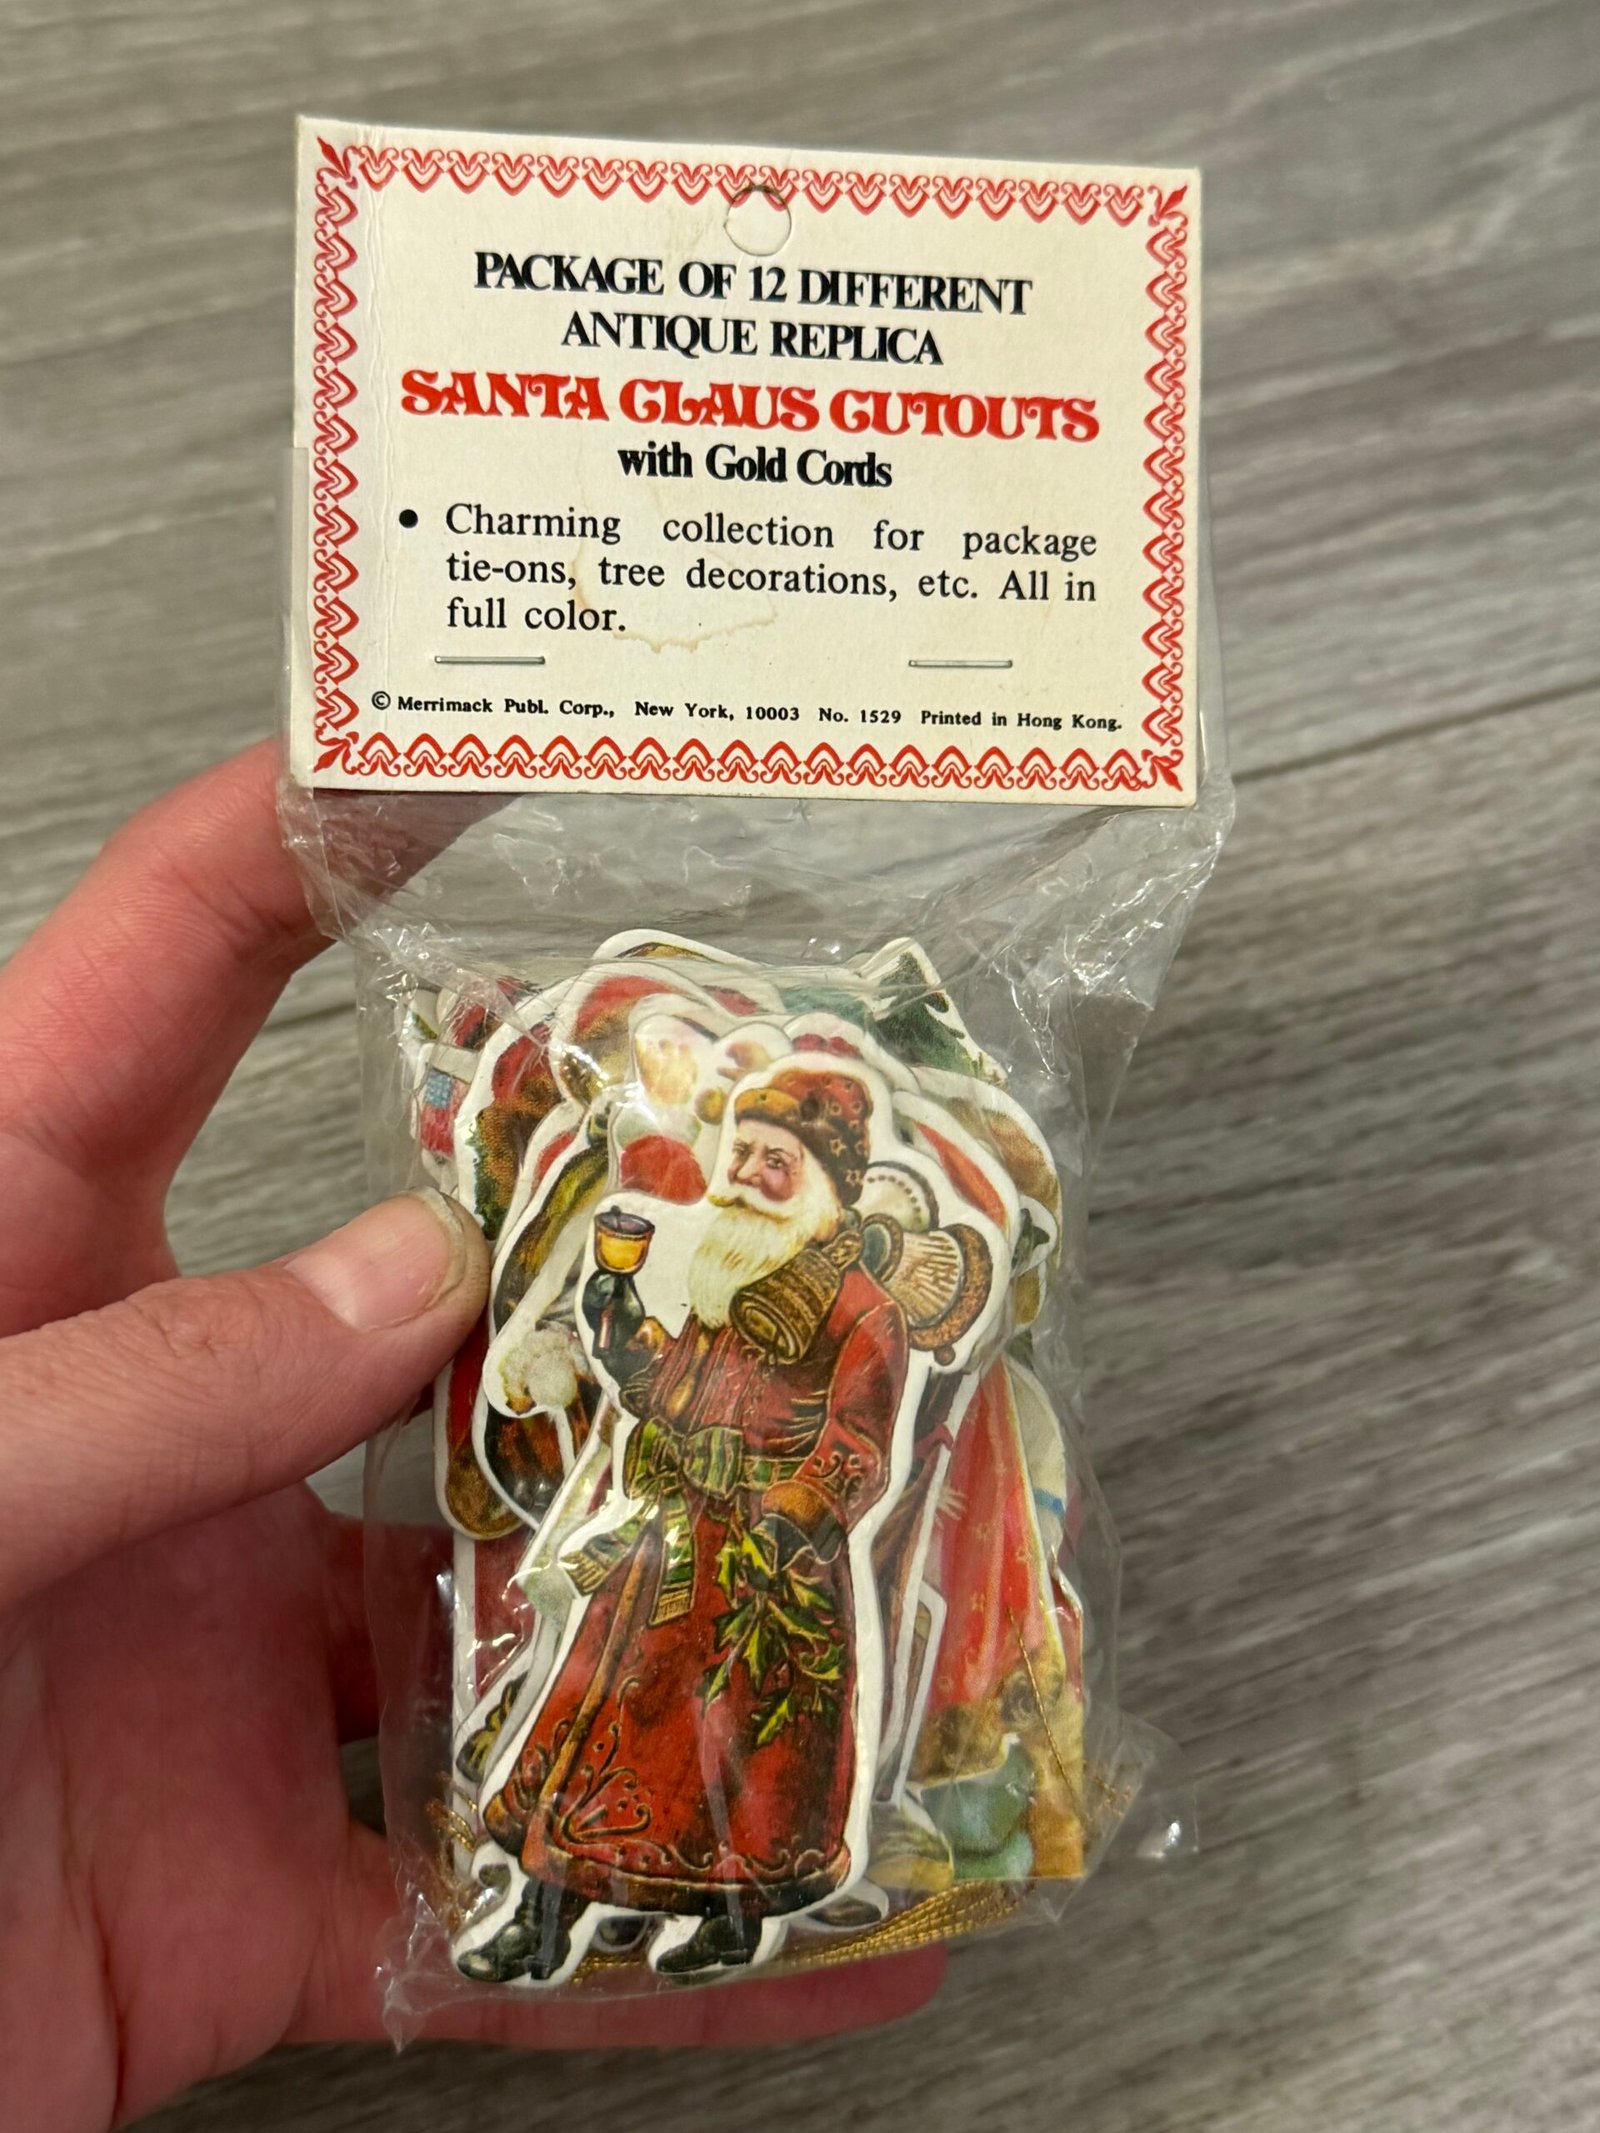 PACKAGE OF 12 DIFFERENT
ANTIQUE REPLICA
SANTA CLAUS CUTOUTS
with Gold Cords
• Charming collection for package
tie-ons, tree decorations, etc. All in
full color.
© Merrimack Publ. Corp., New York, 10003 No. 1529 Printed in Hong Kong.